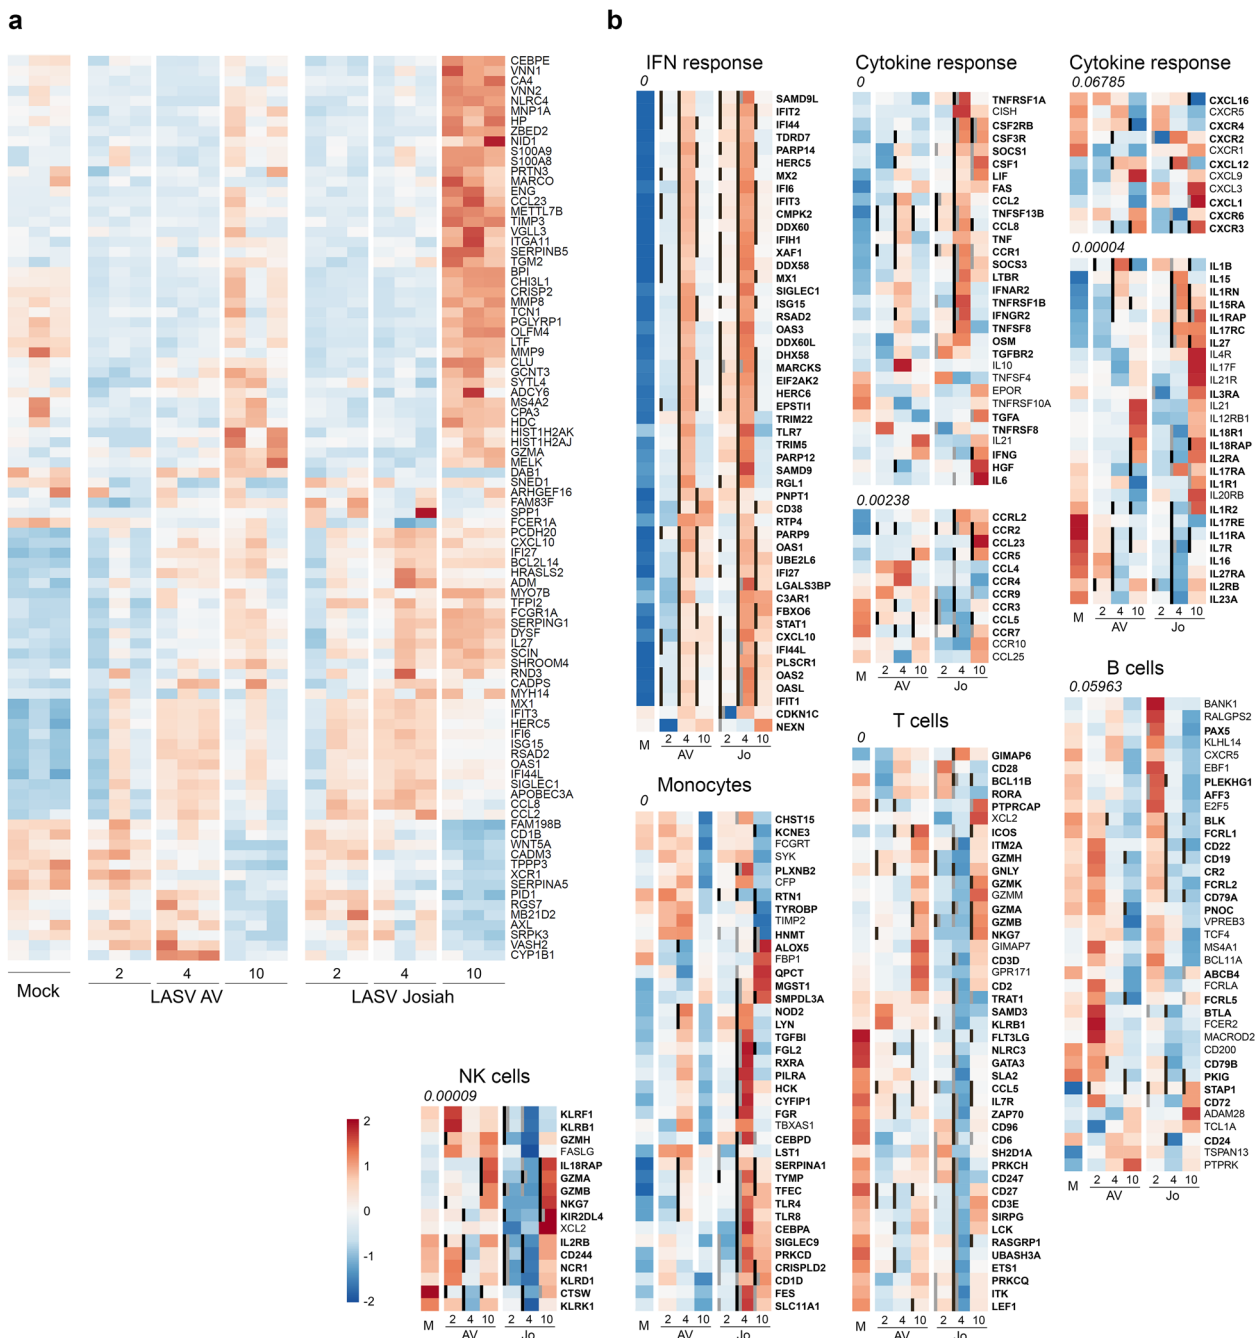 a
CEBPE
VNN1
CA4
VNN2
NLRC4
MNP1A
HP
ZBED2
NID1
S100A9
S100A8
PRTN3
MARCO
ENG
CCL23
METTL7B
TIMP3
VGLL3
ITGA11
SERPINB5
TGM2
BPI
CHI3L1
CRISP2
MMP8
TCN1
PGLYRP1
OLFM4
LTF
MMP9
CLU
GCNT3
SYTL4
ADCY6
MS4A2
CPA3
HDC
HIST1H2AK
HIST1H2AJ
GZMA
MELK
DAB1
SNED1
ARHGEF16
FAM83F
SPP1
FCER1A
PCDH20
CXCL10
IFI27
BCL2L14
HRASLS2
ADM
MYO7B
TFPI2
FCGR1A
SERPING1
DYSF
IL27
SCIN
SHROOM4
RND3
CADPS
MYH14
MX1
IFIT3
HERC5
IFI6
ISG15
RSAD2
OAS1
IFI44L
SIGLEC1
APOBEC3A
CCL8
CCL2
FAM198B
CD1B
WNT5A
CADM3
TPPP3
XCR1
SERPINA5
PID1
RGS7
MB21D2
AXL
SRPK3
VASH2
CYP1B1
2 4 10 2 4 10
Mock LASV AV LASV Josiah
b
IFN response
0
SAMD9L
IFIT2
IFI44
TDRD7
PARP14
HERC5
MX2
IFI6
IFIT3
CMPK2
DDX60
IFIH1
XAF1
DDX58
MX1
SIGLEC1
ISG15
RSAD2
OAS3
DDX60L
DHX58
MARCKS
EIF2AK2
HERC6
EPSTI1
TRIM22
TLR7
TRIM5
PARP12
SAMD9
RGL1
PNPT1
CD38
RTP4
PARP9
OAS1
UBE2L6
IFI27
LGALS3BP
C3AR1
FBXO6
STAT1
CXCL10
IFI44L
PLSCR1
OAS2
OASL
IFIT1
CDKN1C
NEXN
M 2 4 10 2 4 10
AV Jo
Monocytes
0
CHST15
KCNE3
FCGRT
SYK
PLXNB2
CFP
RTN1
TYROBP
TIMP2
HNMT
ALOX5
FBP1
QPCT
MGST1
SMPDL3A
NOD2
LYN
TGFBI
FGL2
RXRA
PILRA
HCK
CYFIP1
FGR
TBXAS1
CEBPD
LST1
SERPINA1
TYMP
TFEC
TLR4
TLR8
CEBPA
SIGLEC9
PRKCD
CRISPLD2
CD1D
FES
SLC11A1
M 2 4 10 2 4 10
AV Jo
Cytokine response
0
TNFRSF1A
CISH
CSF2RB
CSF3R
SOCS1
CSF1
LIF
FAS
CCL2
TNFSF13B
CCL8
TNF
CCR1
SOCS3
LTBR
IFNAR2
TNFRSF1B
IFNGR2
TNFSF8
OSM
TGFBR2
IL10
TNFSF4
EPOR
TNFRSF10A
TGFA
TNFRSF8
IL21
IFNG
HGF
IL6
0.00238
CCRL2
CCR2
CCL23
CCR5
CCL4
CCR4
CCR9
CCR3
CCL5
CCR7
CCR10
CCL25
M 2 4 10 2 4 10
AV Jo
T cells
0
GIMAP6
CD28
BCL11B
RORA
PTPRCAP
XCL2
ICOS
ITM2A
GZMH
GNLY
GZMK
GZMM
GZMA
GZMB
NKG7
GIMAP7
CD3D
GPR171
CD2
TRAT1
SAMD3
KLRB1
FLT3LG
NLRC3
GATA3
SLA2
CCL5
IL7R
ZAP70
CD96
CD6
SH2D1A
PRKCH
CD247
CD27
CD3E
SIRPG
LCK
RASGRP1
UBASH3A
ETS1
PRKCQ
ITK
LEF1
M 2 4 10 2 4 10
AV Jo
Cytokine response
0.06785
CXCL16
CXCR5
CXCR4
CXCR2
CXCR1
CXCL12
CXCL9
CXCL3
CXCL1
CXCR6
CXCR3
0.00004
IL1B
IL15
IL1RN
IL15RA
IL1RAP
IL17RC
IL27
IL4R
IL17F
IL21R
IL3RA
IL21
IL12RB1
IL18R1
IL18RAP
IL2RA
IL17RA
IL1R1
IL20RB
IL1R2
IL17RE
IL11RA
IL7R
IL16
IL27RA
IL2RB
IL23A
M 2 4 10 2 4 10
AV Jo
B cells
0.05963
BANK1
RALGPS2
PAX5
KLHL14
CXCR5
EBF1
PLEKHG1
AFF3
E2F5
BLK
FCRL1
CD22
CD19
CR2
FCRL2
CD79A
PNOC
VPREB3
TCF4
MS4A1
BCL11A
ABCB4
FCRLA
FCRL5
BTLA
FCER2
MACROD2
CD200
CD79B
PKIG
STAP1
CD72
ADAM28
TCL1A
CD24
TSPAN13
PTPRK
M 2 4 10 2 4 10
AV Jo
NK cells
0.00009
KLRF1
KLRB1
GZMH
FASLG
IL18RAP
GZMA
GZMB
NKG7
KIR2DL4
XCL2
IL2RB
CD244
NCR1
KLRD1
CTSW
KLRK1
M 2 4 10 2 4 10
AV Jo
2
1
0
-1
-2